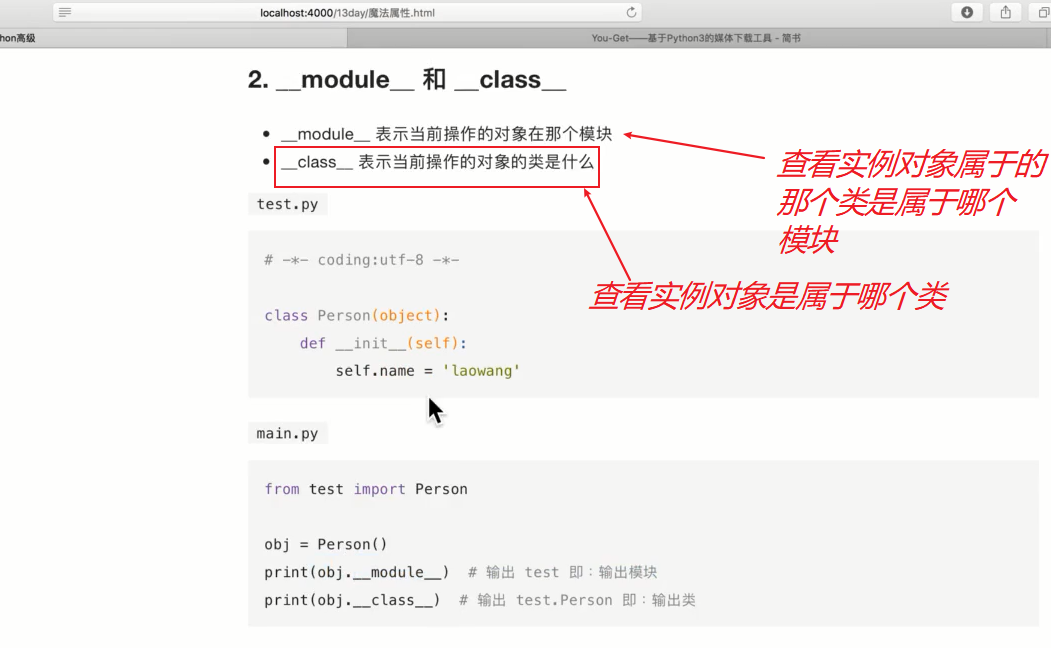 localhost:4000/13day/魔法属性.html
hon高级
You-Get——基于Python3的媒体下载工具 - 简书
2. __module__ 和 __class__
__module__ 表示当前操作的对象在那个模块
__class__ 表示当前操作的对象的类是什么
查看实例对象属于的
那个类是属于哪个
模块
test.py
查看实例对象是属于哪个类
# -*- coding:utf-8 -*-
class Person(object):
def __init__(self):
self.name = 'laowang'
main.py
from test import Person
obj = Person()
print(obj.__module__)  # 输出 test 即：输出模块
print(obj.__class__)  # 输出 test.Person 即：输出类